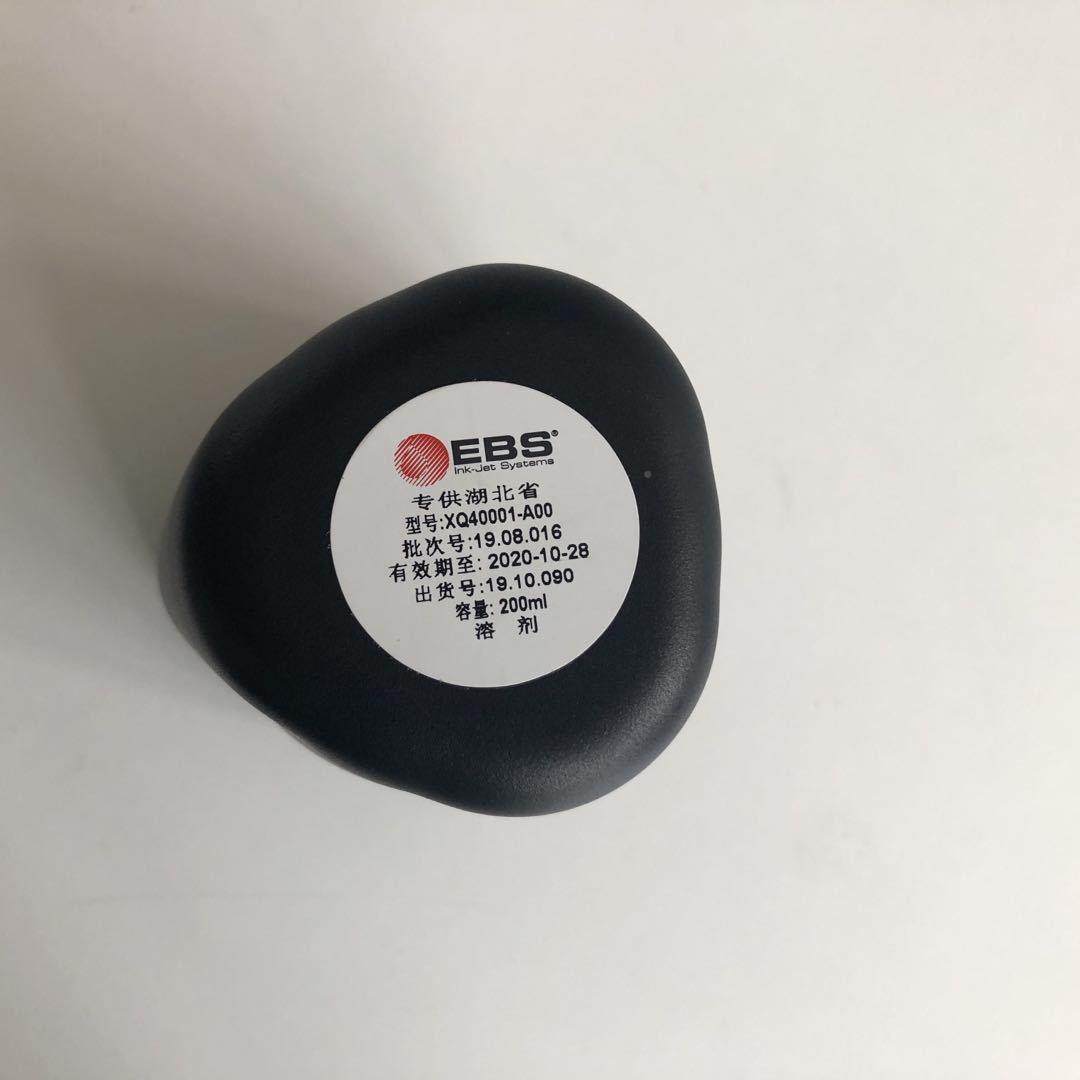 EBS®
Ink-Jet Systems
专供湖北省
型号:XQ40001-A00
批次号:19.08.016
有效期至: 2020-10-28
出货号:19.10.090
容量: 200ml
溶 剂